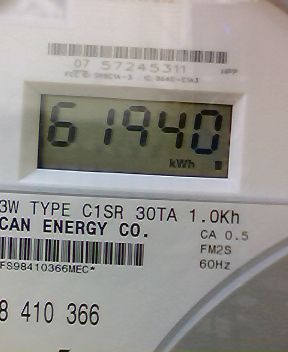 07 57245311
61940
kWh
3W TYPE C1SR 30TA 1.0Kh
CAN ENERGY CO.
CA 0.5
FM2S
60Hz
FS98410366MEC*
8 410 366